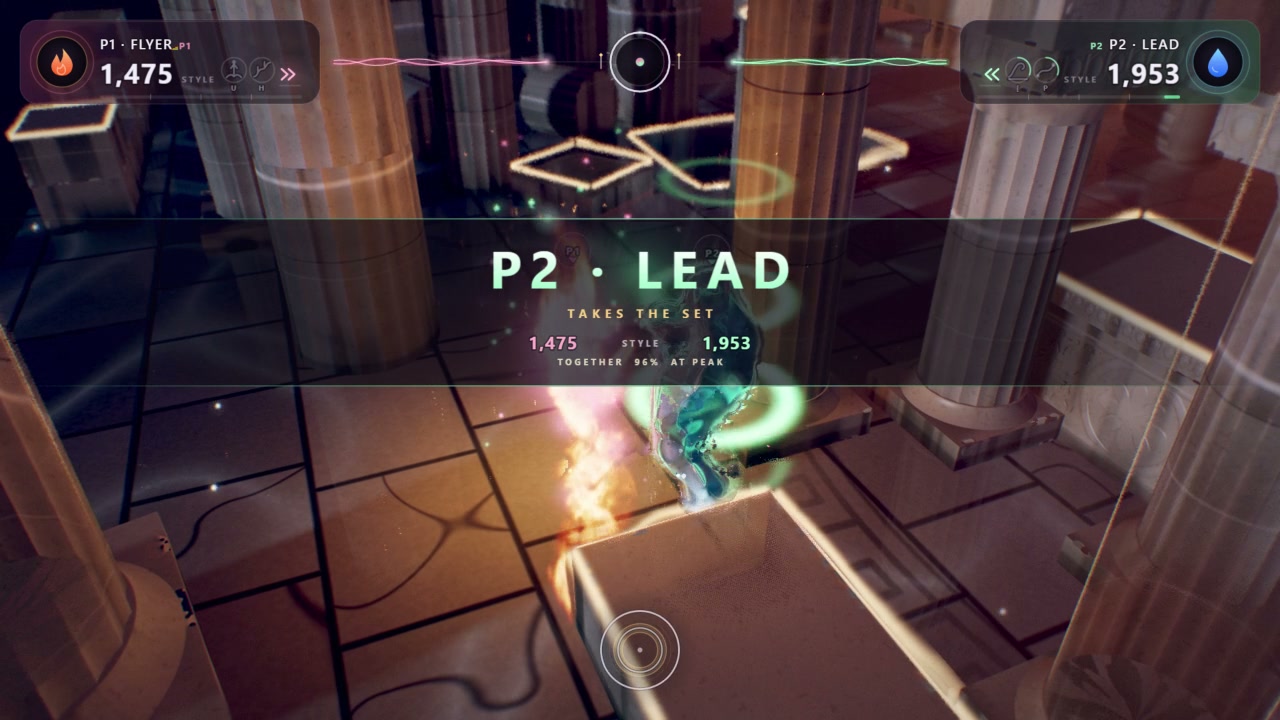 P1 · FLYER P1
1,475 STYLE
U H
P2 P2 · LEAD
STYLE 1,953
L P
P2 · LEAD
TAKES THE SET
1,475 STYLE 1,953
TOGETHER 96% AT PEAK